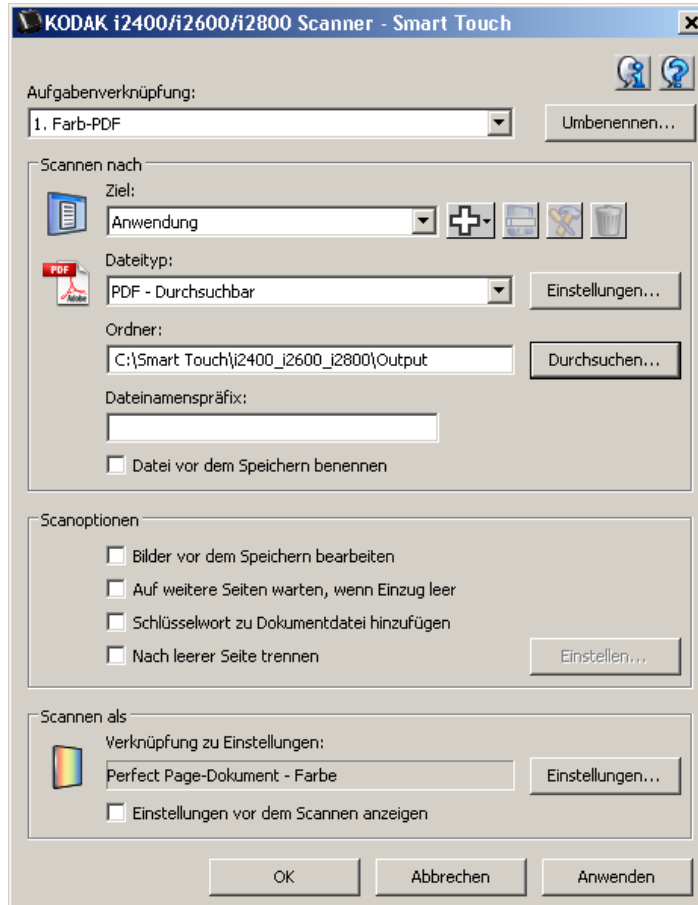 KODAK i2400/i2600/i2800 Scanner - Smart Touch
Aufgabenverknüpfung:
1. Farb-PDF
Umbenennen...
Scannen nach
Ziel:
Anwendung
Dateityp:
PDF
Adobe
PDF - Durchsuchbar
Einstellungen...
Ordner:
C:\Smart Touch\i2400_i2600_i2800\Output
Durchsuchen...
Dateinamenspräfix:
Datei vor dem Speichern benennen
Scanoptionen
Bilder vor dem Speichern bearbeiten
Auf weitere Seiten warten, wenn Einzug leer
Schlüsselwort zu Dokumentdatei hinzufügen
Nach leerer Seite trennen
Einstellen...
Scannen als
Verknüpfung zu Einstellungen:
Perfect Page-Dokument - Farbe
Einstellungen...
Einstellungen vor dem Scannen anzeigen
OK
Abbrechen
Anwenden